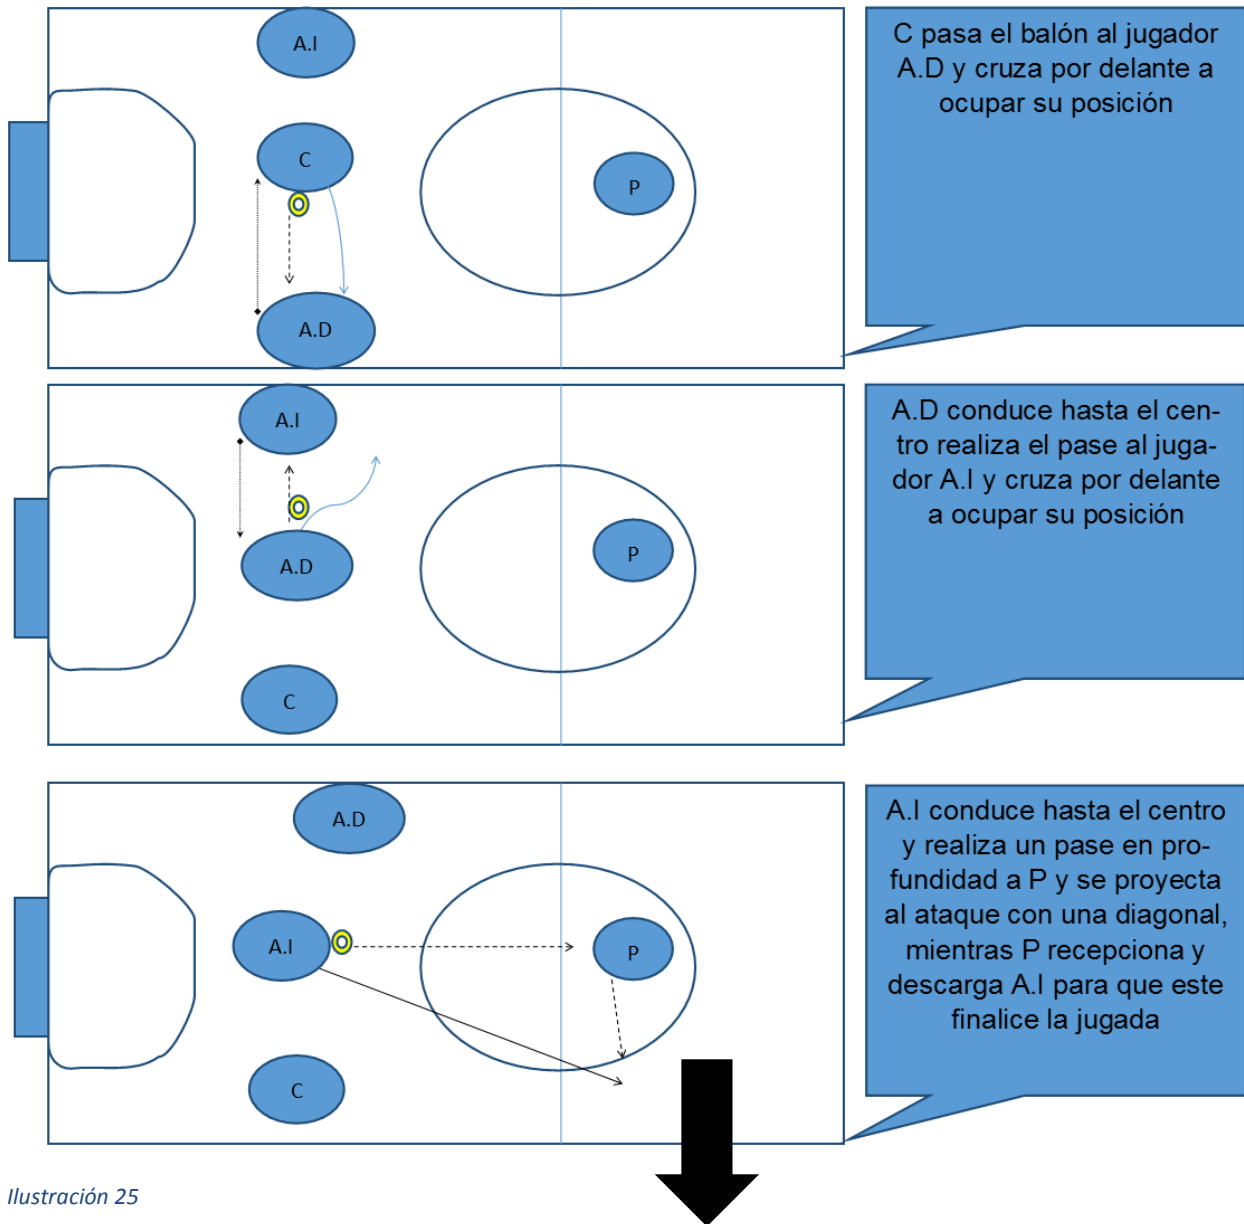 A.I
C
P
A.D
C pasa el balón al jugador
A.D y cruza por delante a
ocupar su posición
A.I
A.D
P
C
A.D conduce hasta el cen-
tro realiza el pase al juga-
dor A.I y cruza por delante
a ocupar su posición
A.D
A.I
P
C
A.I conduce hasta el centro
y realiza un pase en pro-
fundidad a P y se proyecta
al ataque con una diagonal,
mientras P recepciona y
descarga A.I para que este
finalice la jugada
Ilustración 25